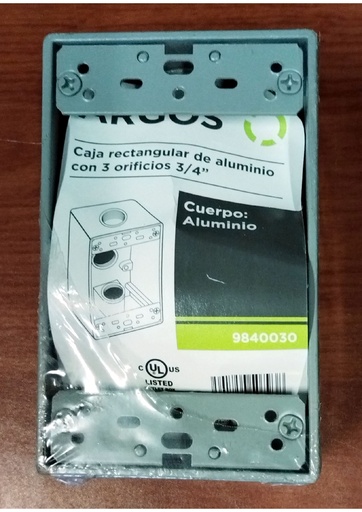 ARGOS
Caja rectangular de aluminio
con 3 orificios 3/4"
Cuerpo:
Aluminio
9840030
C UL US
LISTED